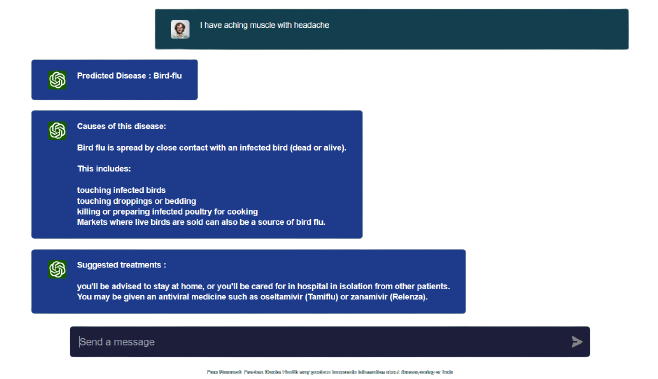 I have aching muscle with headache
Predicted Disease : Bird-flu
Causes of this disease:
Bird flu is spread by close contact with an infected bird (dead or alive).
This includes:
touching infected birds
touching droppings or bedding
killing or preparing infected poultry for cooking
Markets where live birds are sold can also be a source of bird flu.
Suggested treatments :
you'll be advised to stay at home, or you'll be cared for in hospital in isolation from other patients.
You may be given an antiviral medicine such as oseltamivir (Tamiflu) or zanamivir (Relenza).
Send a message